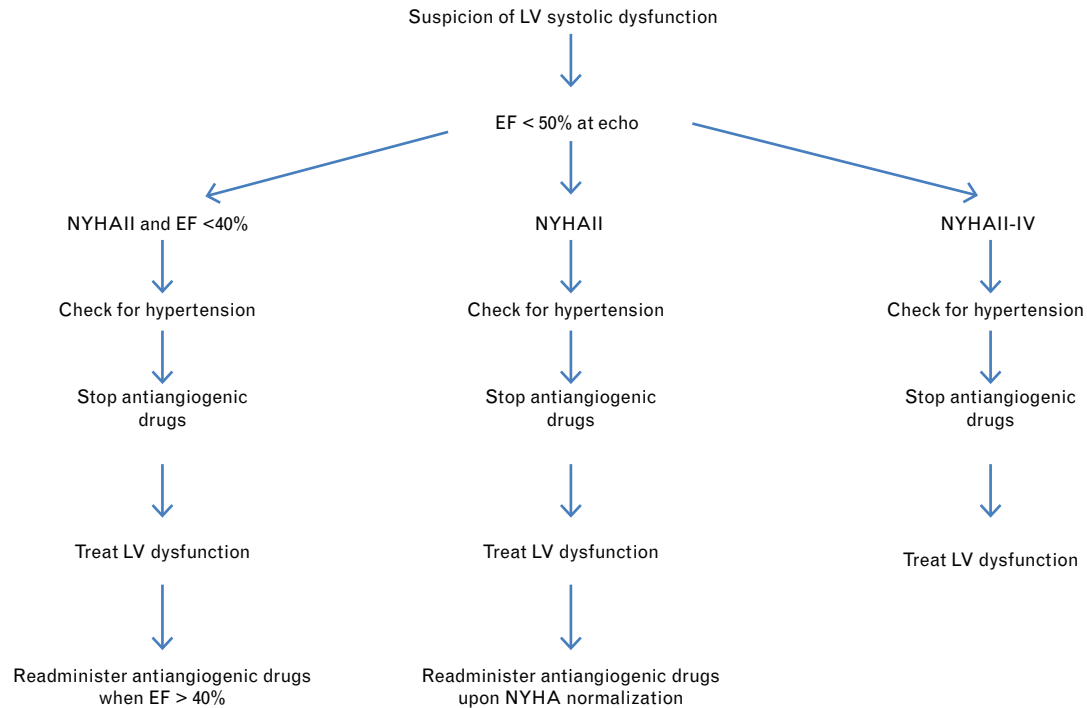 Suspicion of LV systolic dysfunction
EF < 50% at echo
NYHAII and EF <40%
NYHAII
NYHAII-IV
Check for hypertension
Check for hypertension
Check for hypertension
Stop antiangiogenic
drugs
Stop antiangiogenic
drugs
Stop antiangiogenic
drugs
Treat LV dysfunction
Treat LV dysfunction
Treat LV dysfunction
Readminister antiangiogenic drugs
when EF > 40%
Readminister antiangiogenic drugs
upon NYHA normalization